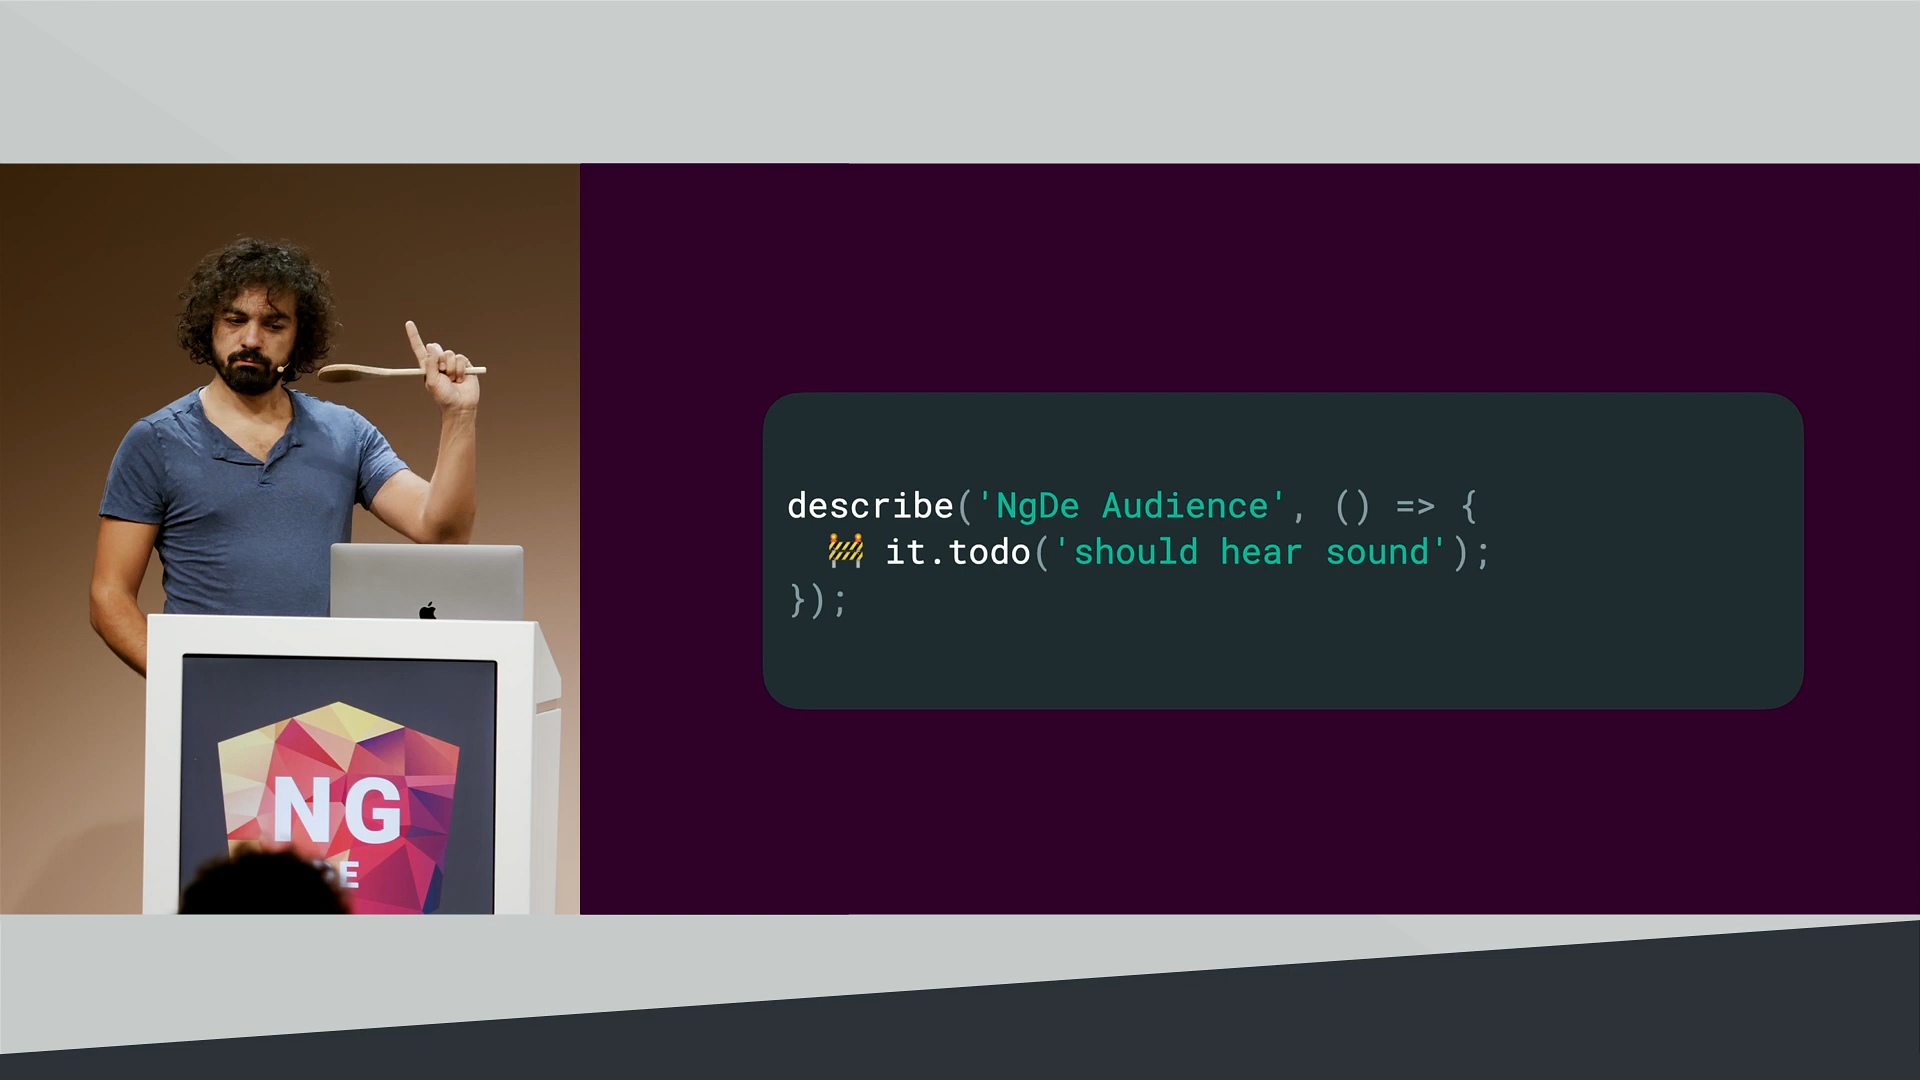 describe('NgDe Audience', () => {
🚧 it.todo('should hear sound');
});
NG